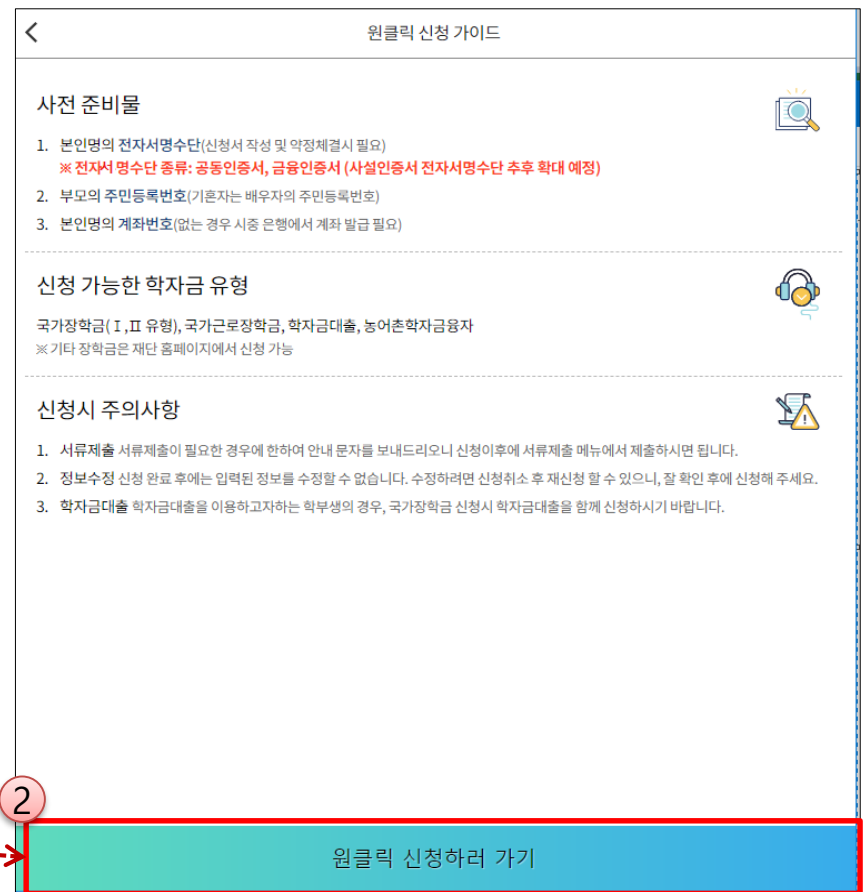 원클릭 신청 가이드
사전 준비물
1. 본인명의 전자서명수단(신청서 작성 및 약정체결시 필요)
※ 전자서명수단 종류: 공동인증서, 금융인증서 (사설인증서 전자서명수단 추후 확대 예정)
2. 부모의 주민등록번호(기혼자는 배우자의 주민등록번호)
3. 본인명의 계좌번호(없는 경우 시중 은행에서 계좌 발급 필요)
신청 가능한 학자금 유형
국가장학금(Ⅰ,Ⅱ 유형), 국가근로장학금, 학자금대출, 농어촌학자금융자
※ 기타 장학금은 재단 홈페이지에서 신청 가능
신청시 주의사항
1. 서류제출 서류제출이 필요한 경우에 한하여 안내 문자를 보내드리오니 신청이후에 서류제출 메뉴에서 제출하시면 됩니다.
2. 정보수정 신청 완료 후에는 입력된 정보를 수정할 수 없습니다. 수정하려면 신청취소 후 재신청 할 수 있으니, 잘 확인 후에 신청해 주세요.
3. 학자금대출 학자금대출을 이용하고자하는 학부생의 경우, 국가장학금 신청시 학자금대출을 함께 신청하시기 바랍니다.
2
원클릭 신청하러 가기